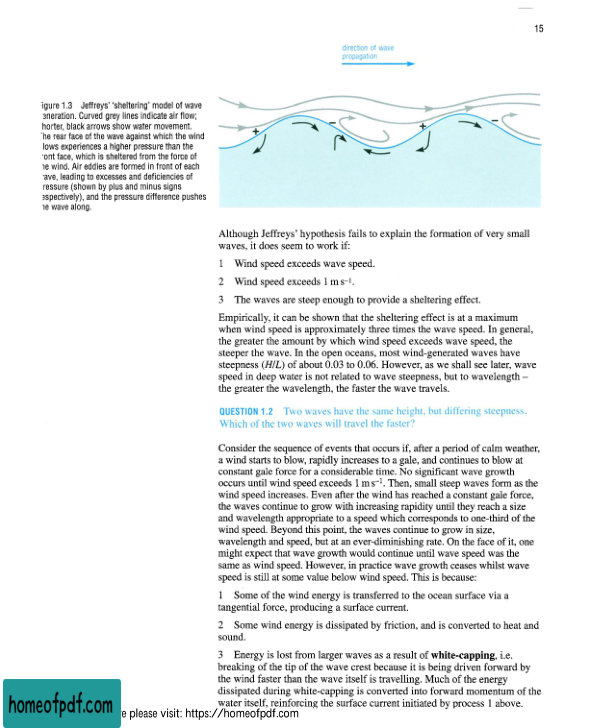 15
direction of wave
propagation
+
–
+
–
igure 1.3 Jeffreys' 'sheltering' model of wave
eneration. Curved grey lines indicate air flow;
horter, black arrows show water movement.
he rear face of the wave against which the wind
lows experiences a higher pressure than the
ont face, which is sheltered from the force of
e wind. Air eddies are formed in front of each
ave, leading to excesses and deficiencies of
ressure (shown by plus and minus signs
spectively), and the pressure difference pushes
e wave along.
Although Jeffreys' hypothesis fails to explain the formation of very small
waves, it does seem to work if:
1 Wind speed exceeds wave speed.
2 Wind speed exceeds 1 m s⁻¹.
3 The waves are steep enough to provide a sheltering effect.
Empirically, it can be shown that the sheltering effect is at a maximum
when wind speed is approximately three times the wave speed. In general,
the greater the amount by which wind speed exceeds wave speed, the
steeper the wave. In the open oceans, most wind-generated waves have
steepness (H/L) of about 0.03 to 0.06. However, as we shall see later, wave
speed in deep water is not related to wave steepness, but to wavelength –
the greater the wavelength, the faster the wave travels.
QUESTION 1.2 Two waves have the same height, but differing steepness.
Which of the two waves will travel the faster?
Consider the sequence of events that occurs if, after a period of calm weather,
a wind starts to blow, rapidly increases to a gale, and continues to blow at
constant gale force for a considerable time. No significant wave growth
occurs until wind speed exceeds 1 m s⁻¹. Then, small steep waves form as the
wind speed increases. Even after the wind has reached a constant gale force,
the waves continue to grow with increasing rapidity until they reach a size
and wavelength appropriate to a speed which corresponds to one-third of the
wind speed. Beyond this point, the waves continue to grow in size,
wavelength and speed, but at an ever-diminishing rate. On the face of it, one
might expect that wave growth would continue until wave speed was the
same as wind speed. However, in practice wave growth ceases whilst wave
speed is still at some value below wind speed. This is because:
1 Some of the wind energy is transferred to the ocean surface via a
tangential force, producing a surface current.
2 Some wind energy is dissipated by friction, and is converted to heat and
sound.
3 Energy is lost from larger waves as a result of white-capping, i.e.
breaking of the tip of the wave crest because it is being driven forward by
the wind faster than the wave itself is travelling. Much of the energy
dissipated during white-capping is converted into forward momentum of the
water itself, reinforcing the surface current initiated by process 1 above.
homeofpdf.com
e please visit: https://homeofpdf.com